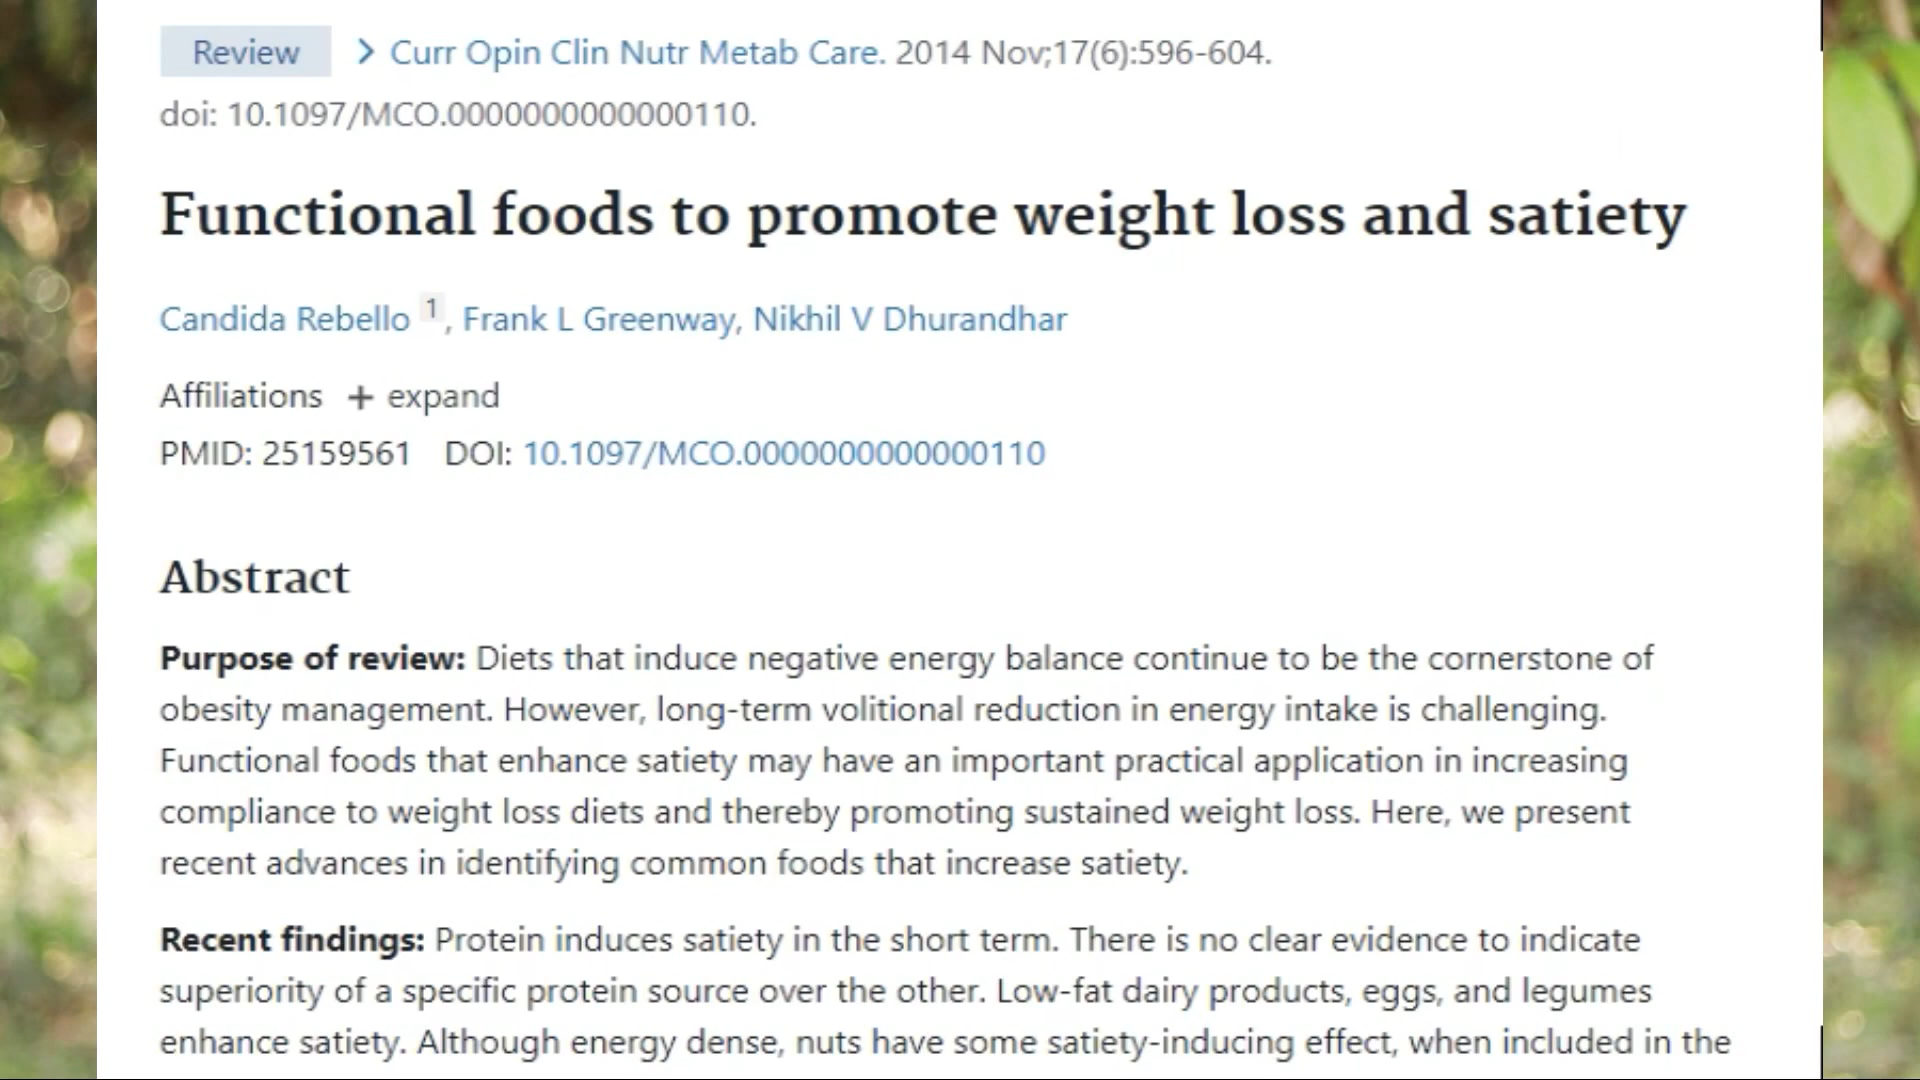 Review > Curr Opin Clin Nutr Metab Care. 2014 Nov;17(6):596-604.
doi: 10.1097/MCO.0000000000000110.
Functional foods to promote weight loss and satiety
Candida Rebello 1, Frank L Greenway, Nikhil V Dhurandhar
Affiliations + expand
PMID: 25159561 DOI: 10.1097/MCO.0000000000000110
Abstract
Purpose of review: Diets that induce negative energy balance continue to be the cornerstone of
obesity management. However, long-term volitional reduction in energy intake is challenging.
Functional foods that enhance satiety may have an important practical application in increasing
compliance to weight loss diets and thereby promoting sustained weight loss. Here, we present
recent advances in identifying common foods that increase satiety.
Recent findings: Protein induces satiety in the short term. There is no clear evidence to indicate
superiority of a specific protein source over the other. Low-fat dairy products, eggs, and legumes
enhance satiety. Although energy dense, nuts have some satiety-inducing effect, when included in the